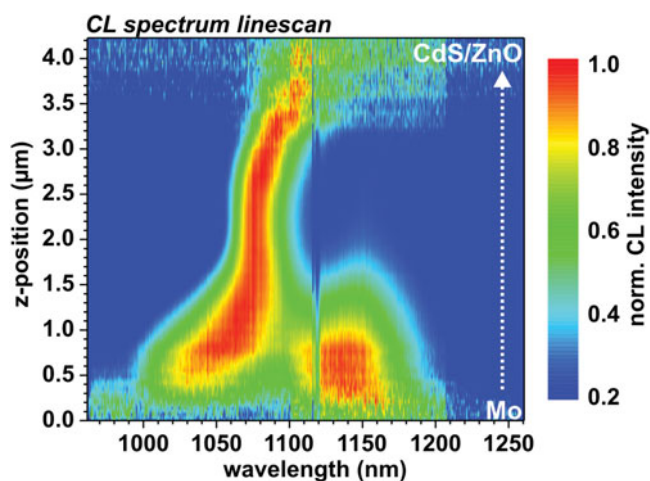 CL spectrum linescan
CdS/ZnO
Mo
4.0
3.5
3.0
2.5
2.0
1.5
1.0
0.5
0.0
z-position (µm)
1000 1050 1100 1150 1200 1250
wavelength (nm)
1.0
0.8
0.6
0.4
0.2
norm. CL intensity